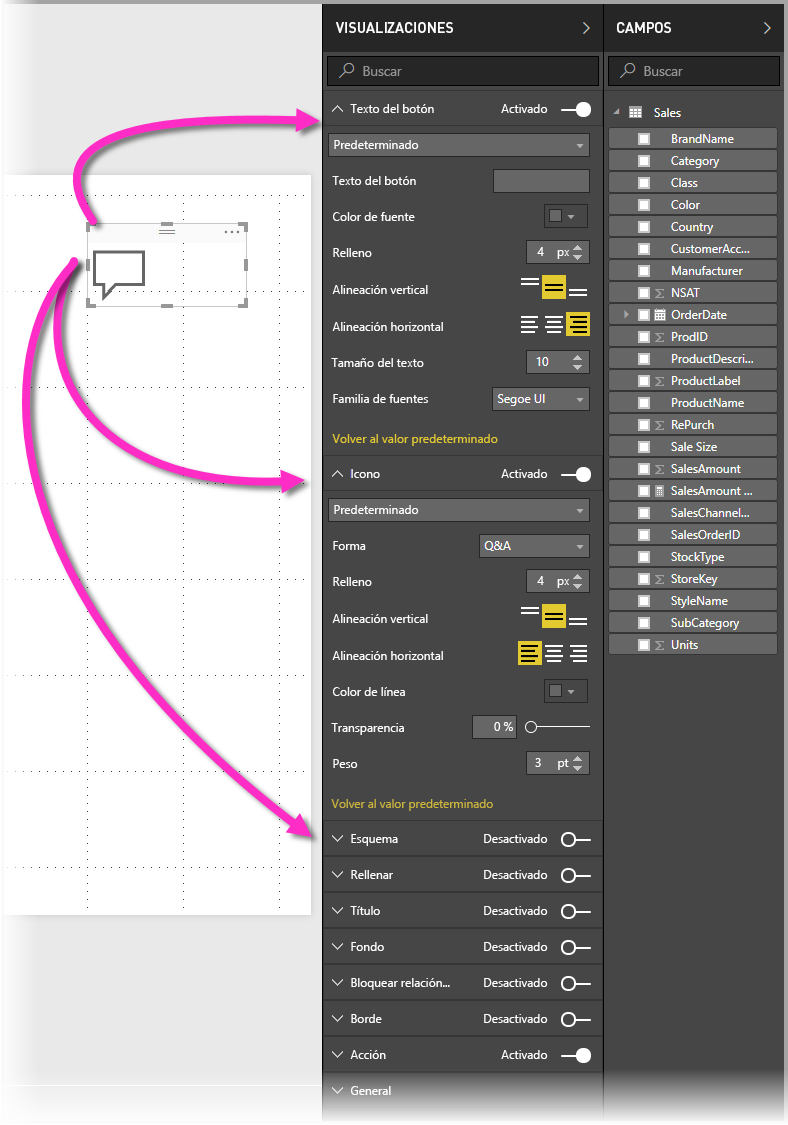 VISUALIZACIONES
Buscar
Texto del botón Activado
Predeterminado
Texto del botón
Color de fuente
Relleno 4 px
Alineación vertical
Alineación horizontal
Tamaño del texto 10
Familia de fuentes Segoe UI
Volver al valor predeterminado
Icono Activado
Predeterminado
Forma Q&A
Relleno 4 px
Alineación vertical
Alineación horizontal
Color de línea
Transparencia 0 %
Peso 3 pt
Volver al valor predeterminado
Esquema Desactivado
Rellenar Desactivado
Título Desactivado
Fondo Desactivado
Bloquear relación... Desactivado
Borde Desactivado
Acción Activado
General
CAMPOS
Buscar
Sales
BrandName
Category
Class
Color
Country
CustomerAcc...
Manufacturer
Σ NSAT
OrderDate
Σ ProdID
ProductDescri...
Σ ProductLabel
ProductName
Σ RePurch
Sale Size
Σ SalesAmount
SalesAmount ...
SalesChannel...
SalesOrderID
StockType
Σ StoreKey
StyleName
SubCategory
Σ Units